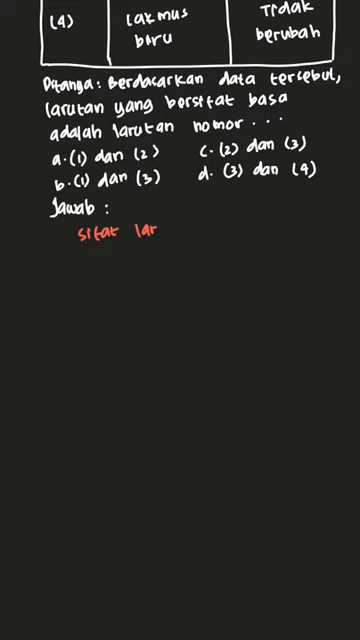 (4) lakmus Tidak
biru berubah
Ditanya: Berdasarkan data tersebut,
larutan yang bersifat basa
adalah larutan nomor ...
a. (1) dan (2) c. (2) dan (3)
b. (1) dan (3) d. (3) dan (4)
Jawab :
sifat lar